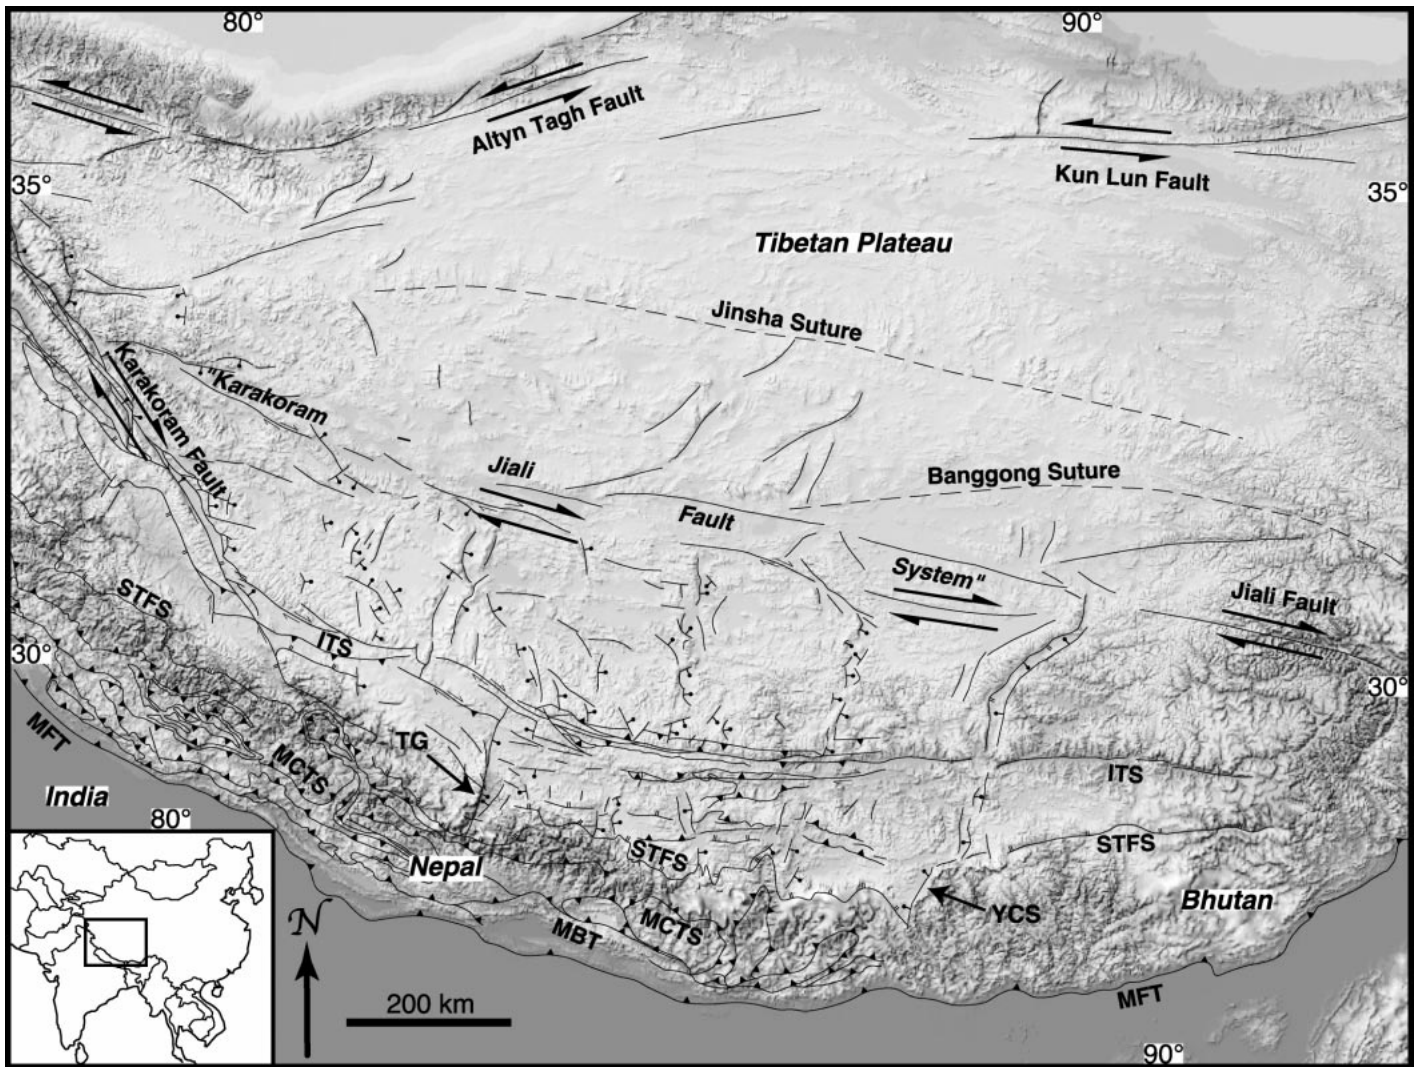 80°
90°
Altyn Tagh Fault
Kun Lun Fault
35°
35°
Tibetan Plateau
Jinsha Suture
Karakoram Fault
"Karakoram
Jiali
Fault
System"
Banggong Suture
Jiali Fault
STFS
ITS
30°
30°
MFT
MCTS
TG
ITS
India
80°
STFS
STFS
Nepal
Bhutan
YCS
MCTS
MBT
N
200 km
MFT
90°